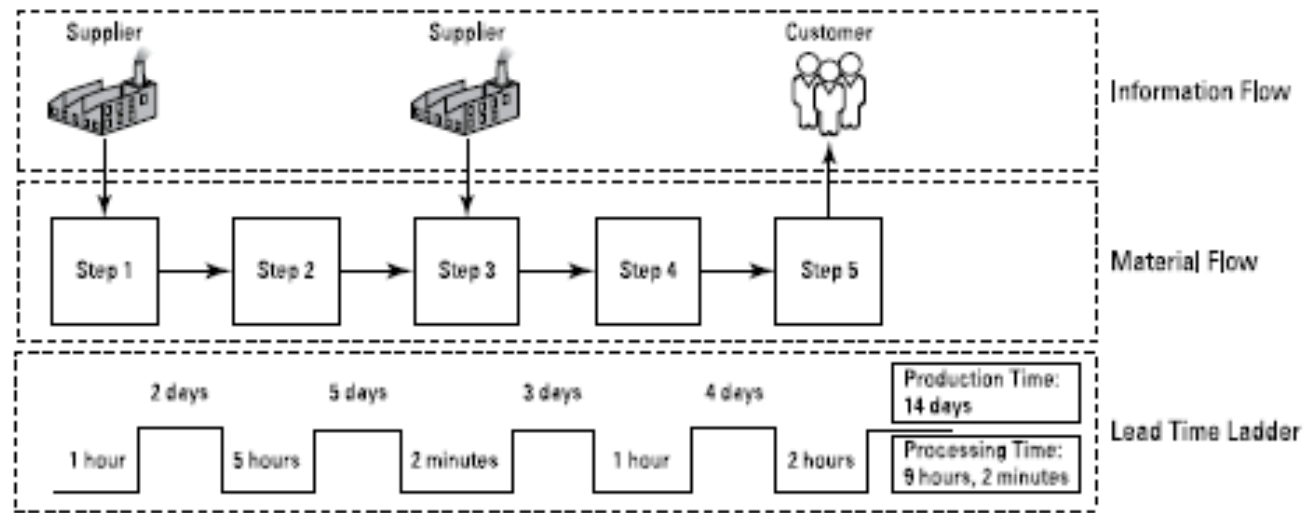 Supplier
Supplier
Customer
Information Flow
Step 1
Step 2
Step 3
Step 4
Step 5
Material Flow
2 days
5 days
3 days
4 days
Production Time:
14 days
Lead Time Ladder
1 hour
5 hours
2 minutes
1 hour
2 hours
Processing Time:
9 hours, 2 minutes